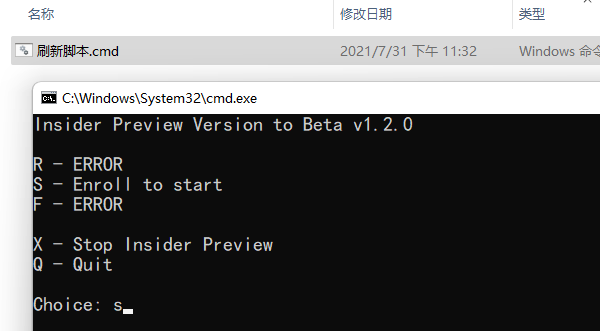 名称 修改日期 类型
刷新脚本.cmd 2021/7/31 下午 11:32 Windows 命
C:\Windows\System32\cmd.exe
Insider Preview Version to Beta v1.2.0
R - ERROR
S - Enroll to start
F - ERROR
X - Stop Insider Preview
Q - Quit
Choice: s